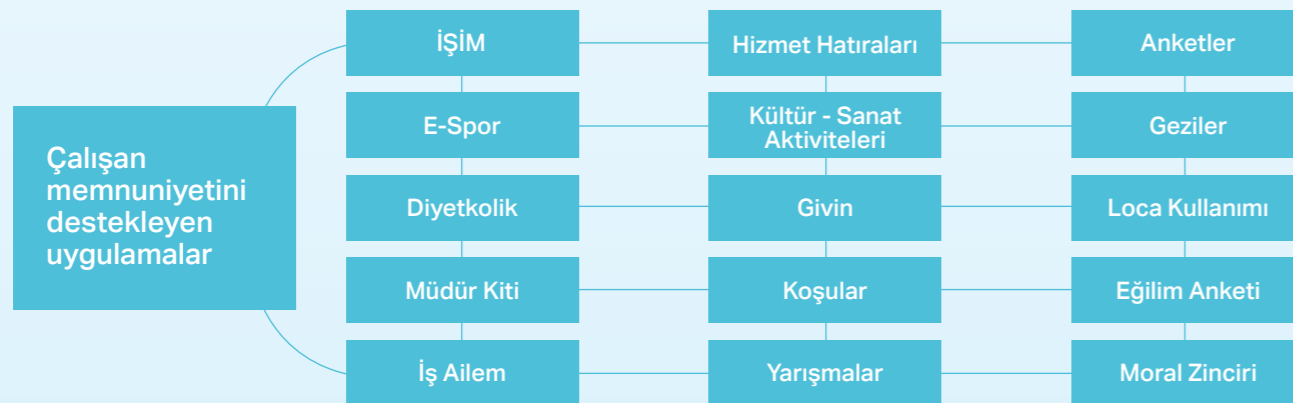 Çalışan
memnuniyetini
destekleyen
uygulamalar
İŞİM
Hizmet Hatıraları
Anketler
E-Spor
Kültür - Sanat
Aktiviteleri
Geziler
Diyetkolik
Givin
Loca Kullanımı
Müdür Kiti
Koşular
Eğilim Anketi
İş Ailem
Yarışmalar
Moral Zinciri